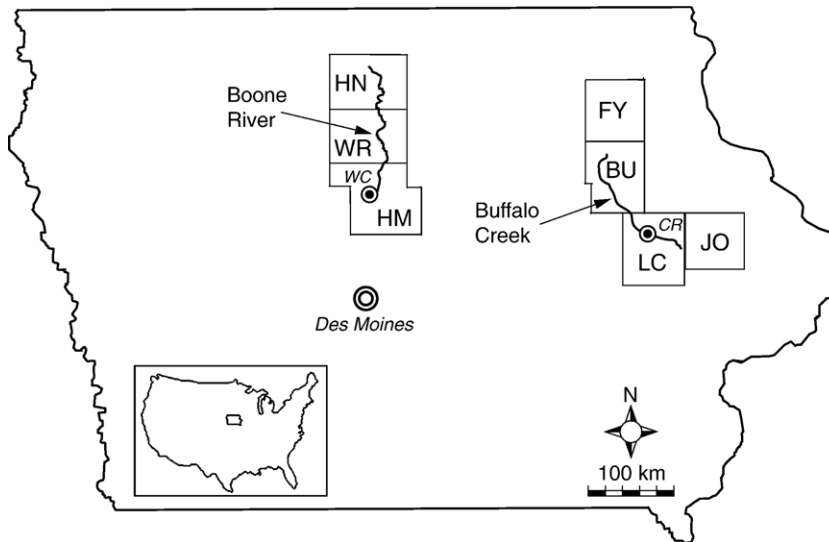 HN
Boone
River
WR
WC
HM
FY
BU
Buffalo
Creek
CR
LC
JO
Des Moines
N
100 km